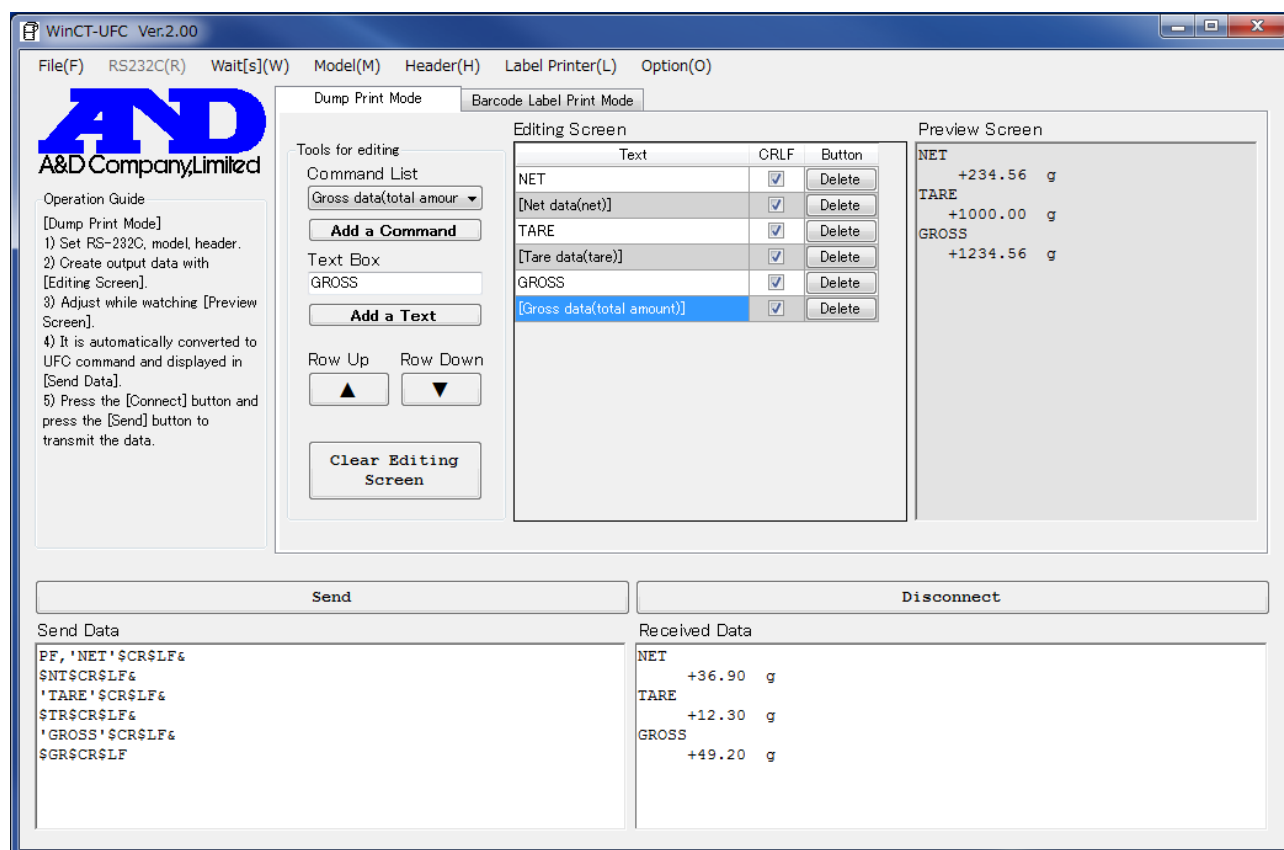 WinCT-UFC Ver.2.00
File(F) RS232C(R) Wait[s](W) Model(M) Header(H) Label Printer(L) Option(O)
AND
A&D Company,Limited
Operation Guide
[Dump Print Mode]
1) Set RS-232C, model, header.
2) Create output data with
[Editing Screen].
3) Adjust while watching [Preview
Screen].
4) It is automatically converted to
UFC command and displayed in
[Send Data].
5) Press the [Connect] button and
press the [Send] button to
transmit the data.
Dump Print Mode Barcode Label Print Mode
Tools for editing
Command List
Gross data(total amour
Add a Command
Text Box
GROSS
Add a Text
Row Up Row Down
▲ ▼
Clear Editing
Screen
Editing Screen
Text CRLF Button
NET Delete
[Net data(net)] Delete
TARE Delete
[Tare data(tare)] Delete
GROSS Delete
[Gross data(total amount)] Delete
Preview Screen
NET
+234.56 g
TARE
+1000.00 g
GROSS
+1234.56 g
Send Disconnect
Send Data
PF,'NET'$CR$LF&
$NT$CR$LF&
'TARE'$CR$LF&
$TR$CR$LF&
'GROSS'$CR$LF&
$GR$CR$LF
Received Data
NET
+36.90 g
TARE
+12.30 g
GROSS
+49.20 g